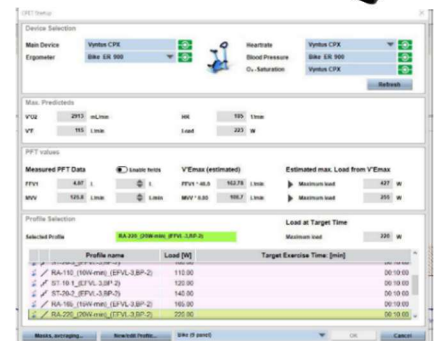 CPET Startup
Device Selection
Main Device Vyntus CPX Heartrate Vyntus CPX
Ergometer Bike ER 900 Blood Pressure Bike ER 900
O₂-Saturation Vyntus CPX
Refresh
Max. Predicteds
V'O2 2913 mL/min HR 185 1/min
V'E 115 L/min Load 223 W
PFT values
Measured PFT Data Enable fields V'Emax (estimated) Estimated max. Load from V'Emax
FEV1 4.07 L L FEV1 * 40.0 162.78 L/min Maximum load 427 W
MVV 125.8 L/min L/min MVV * 0.80 100.7 L/min Maximum load 255 W
Profile Selection
Load at Target Time
Selected Profile RA-220_(20W-min)_(EFVL-3,BP-2) Maximum load 220 W
Profile name Load [W] Target Exercise Time: [min]
RA-110_(10W-min)_(EFVL-3,BP-2) 110.00 00:10:00
ST-10-1_(EFVL-3,BP-2) 120.00 00:10:00
ST-20-2_(EFVL-3,BP-2) 140.00 00:10:00
RA-165_(15W-min)_(EFVL-3,BP-2) 165.00 00:10:00
RA-220_(20W-min)_(EFVL-3,BP-2) 220.00 00:10:00
Masks, averaging... New/edit Profile... Bike (9 panel) OK Cancel